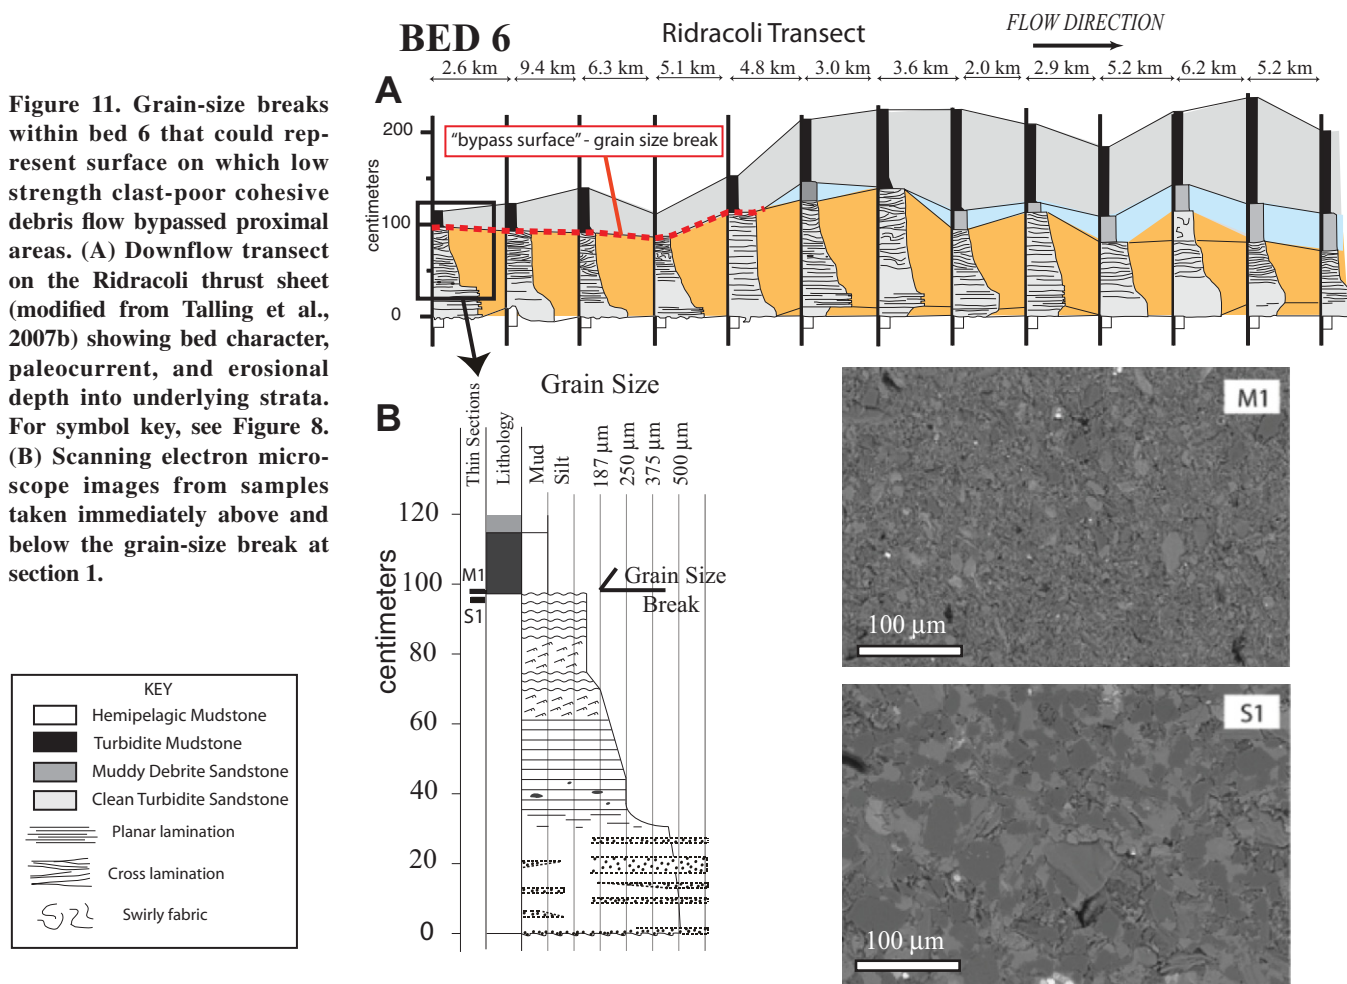 BED 6
Ridracoli Transect
FLOW DIRECTION
2.6 km 9.4 km 6.3 km 5.1 km 4.8 km 3.0 km 3.6 km 2.0 km 2.9 km 5.2 km 6.2 km 5.2 km
Figure 11. Grain-size breaks
within bed 6 that could rep-
resent surface on which low
strength clast-poor cohesive
debris flow bypassed proximal
areas. (A) Downflow transect
on the Ridracoli thrust sheet
(modified from Talling et al.,
2007b) showing bed character,
paleocurrent, and erosional
depth into underlying strata.
For symbol key, see Figure 8.
(B) Scanning electron micro-
scope images from samples
taken immediately above and
below the grain-size break at
section 1.
A
centimeters
200
100
0
"bypass surface" - grain size break
B
Grain Size
Thin Sections
Lithology
Mud
Silt
187 µm
250 µm
375 µm
500 µm
centimeters
120
100
80
60
40
20
0
M1
S1
Grain Size
Break
M1
100 µm
S1
100 µm
KEY
Hemipelagic Mudstone
Turbidite Mudstone
Muddy Debrite Sandstone
Clean Turbidite Sandstone
Planar lamination
Cross lamination
Swirly fabric